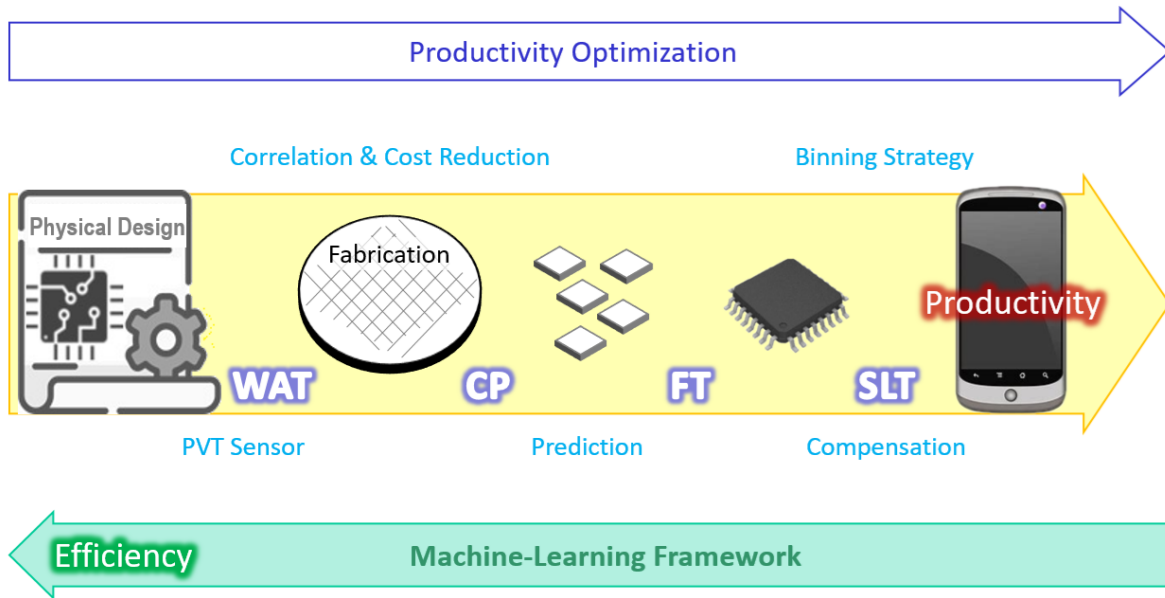 Productivity Optimization
Correlation & Cost Reduction
Binning Strategy
Physical Design
Fabrication
Productivity
WAT
CP
FT
SLT
PVT Sensor
Prediction
Compensation
Efficiency
Machine-Learning Framework